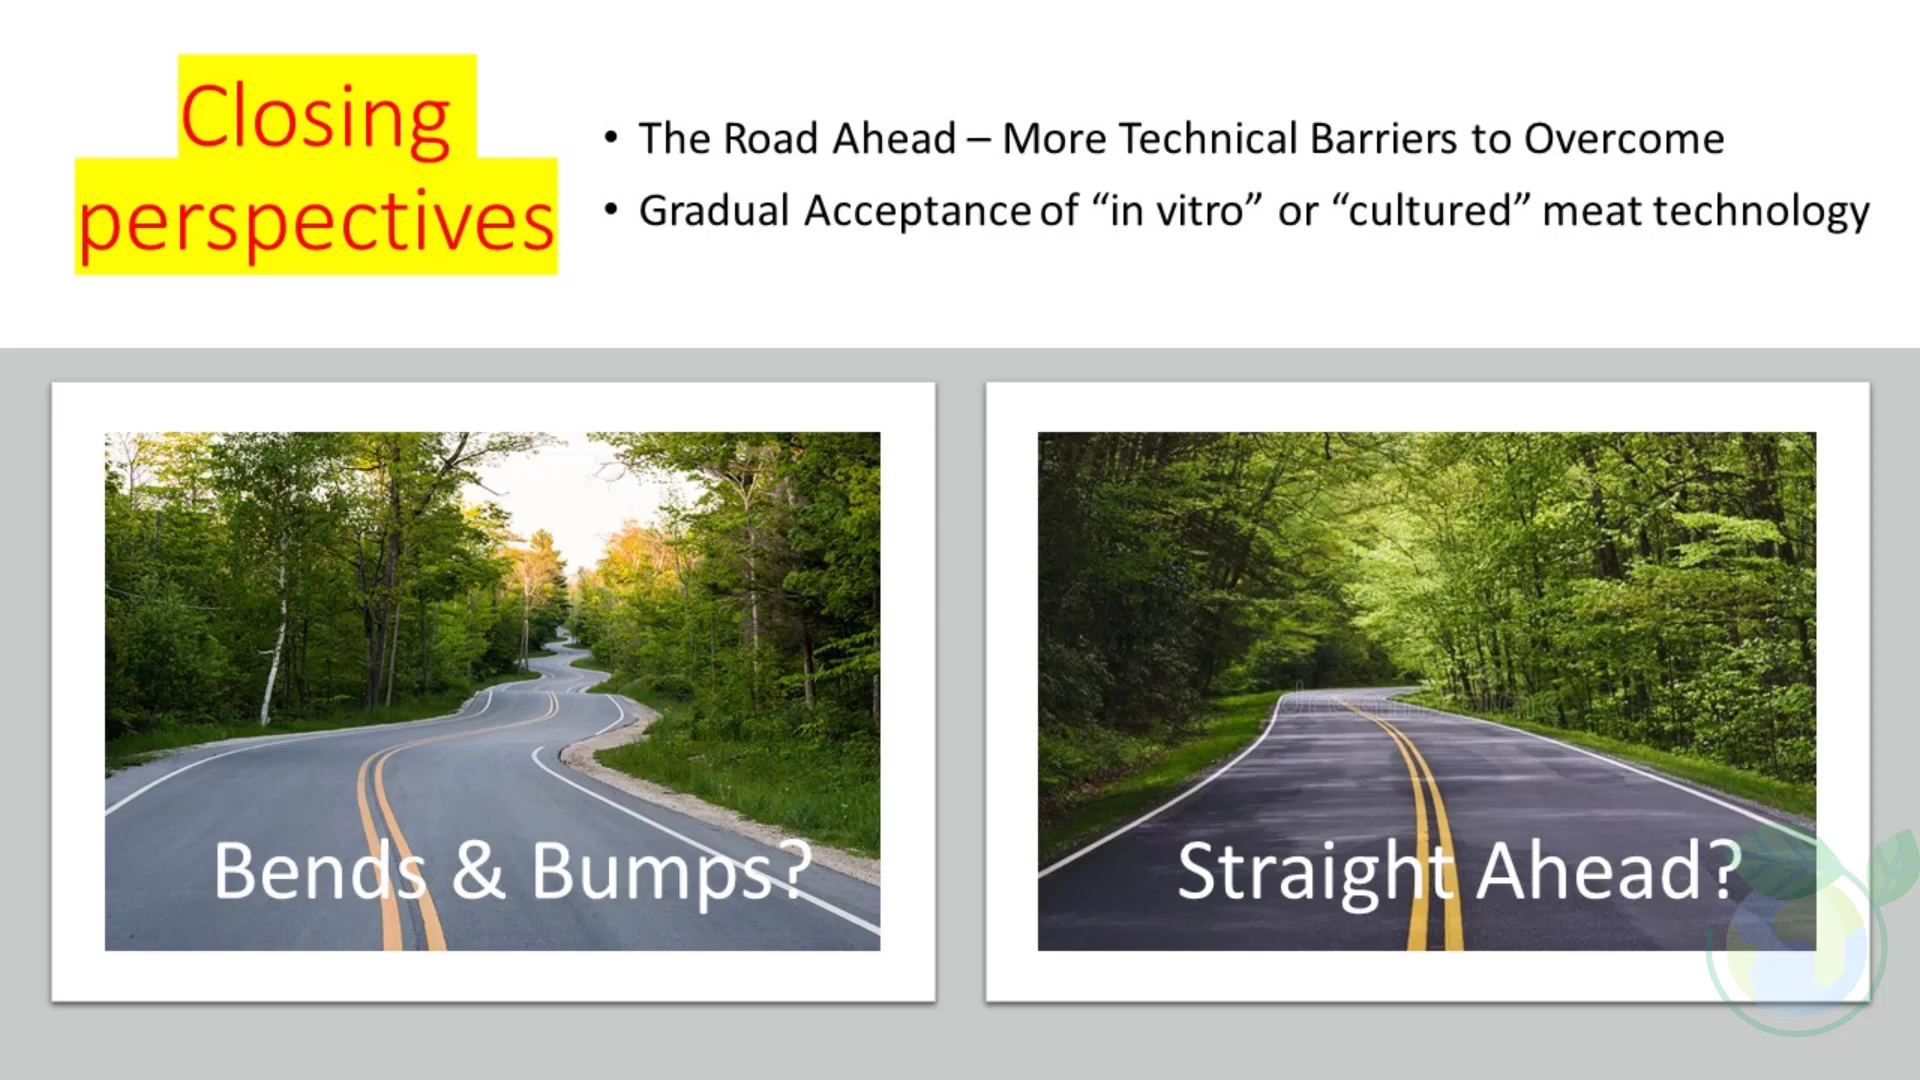 Closing
perspectives
• The Road Ahead – More Technical Barriers to Overcome
• Gradual Acceptance of “in vitro” or “cultured” meat technology
Bends & Bumps?
Straight Ahead?